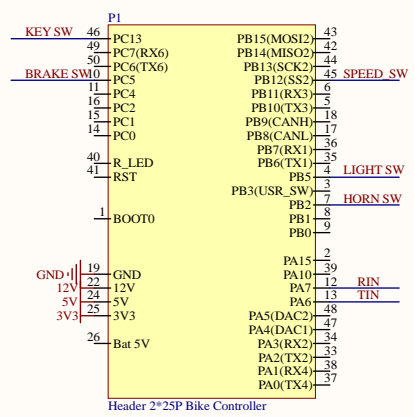 P1
KEY SW 46 PC13
49 PC7(RX6)
50 PC6(TX6)
BRAKE SW 10 PC5
11 PC4
16 PC2
15 PC1
14 PC0
40 R_LED
41 RST
1 BOOT0
GND 19 GND
12V 22 12V
5V 24 5V
3V3 25 3V3
26 Bat 5V
PB15(MOSI2) 43
PB14(MISO2) 42
PB13(SCK2) 44
PB12(SS2) 45 SPEED_SW
PB11(RX3) 6
PB10(TX3) 5
PB9(CANH) 18
PB8(CANL) 17
PB7(RX1) 36
PB6(TX1) 35
PB5 4 LIGHT SW
PB3(USR_SW) 3
PB2 7 HORN SW
PB1 8
PB0 9
PA15 2
PA10 39
PA7 12 RIN
PA6 13 TIN
PA5(DAC2) 48
PA4(DAC1) 47
PA3(RX2) 34
PA2(TX2) 33
PA1(RX4) 38
PA0(TX4) 37
Header 2*25P Bike Controller